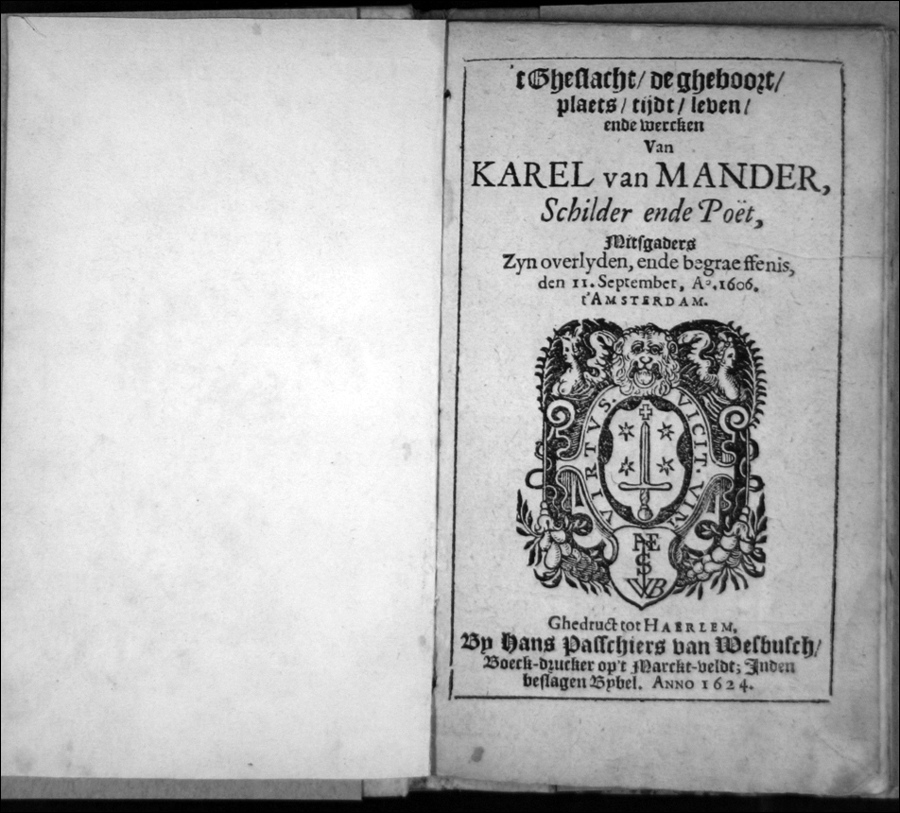 't Gheslacht / de gheboort /
plaets / tijdt / leven /
ende wercken
Van
KAREL van MANDER,
Schilder ende Poët,
Mitsgaders
Zyn overlyden, ende begraeffenis,
den 11. September, Aº. 1606.
t'AMSTERDAM.
VIRTVS. VICIT. VIM
Ghedruct tot HAERLEM,
By Hans Passchiers van Wesbusch /
Boeck-drucker op't Marckt-veldt; Inden
beslagen Bybel. ANNO 1624.